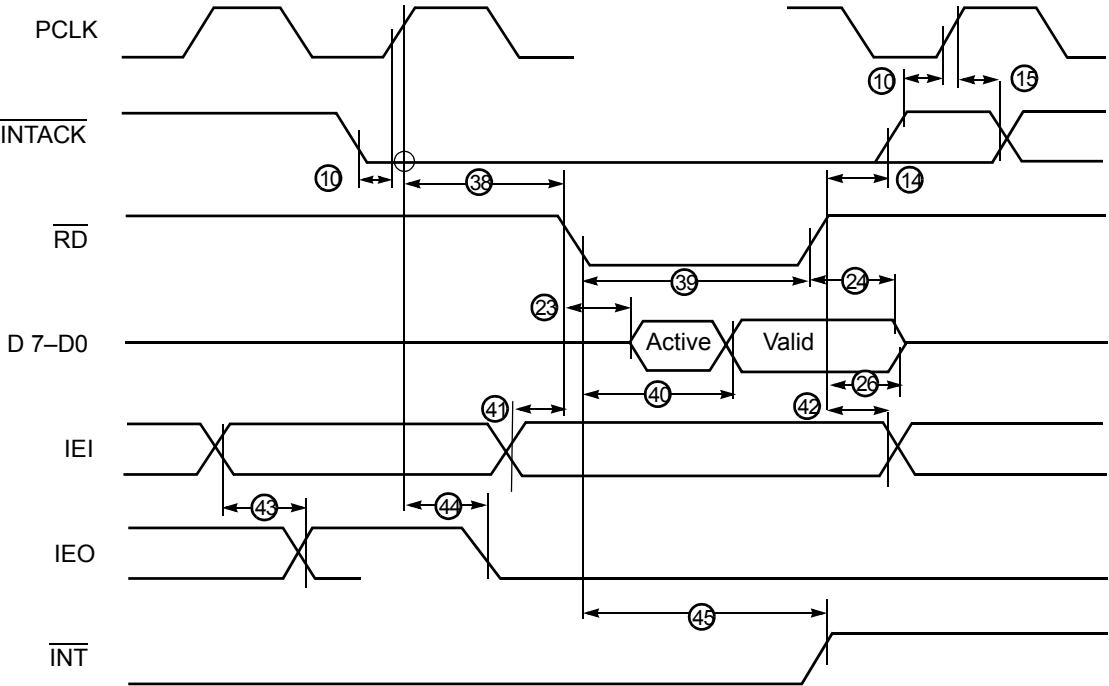 PCLK
10
15
INTACK
10
38
14
RD
39
24
23
D 7–D0
Active
Valid
26
40
41
42
IEI
43
44
IEO
45
INT